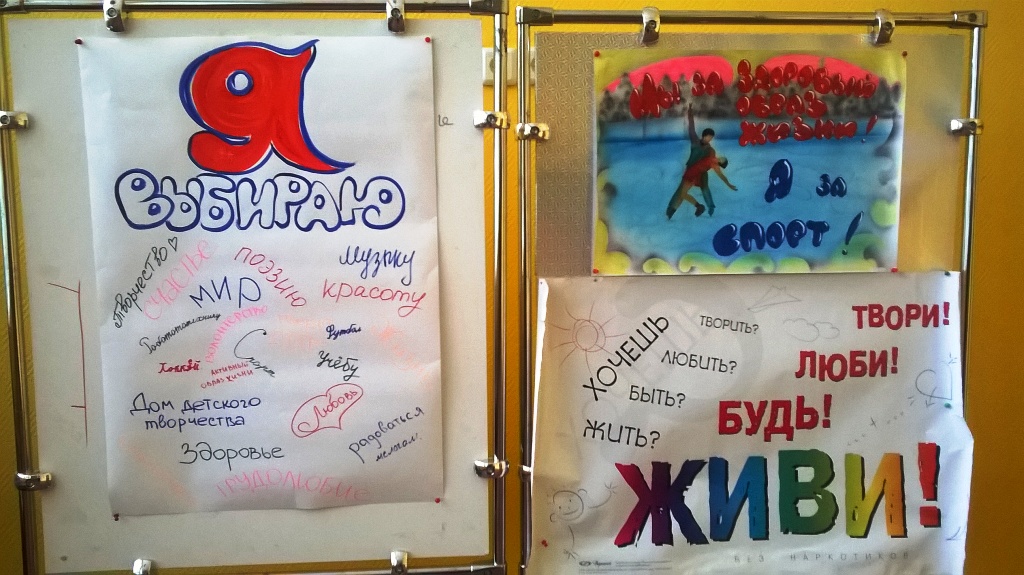 Я
ВЫБИРАЮ
Творчество
счастье
поэзию
музыку
мир
красоту
Робототехнику
волонтерство
Спорт
Футбол
Хоккей
АКТИВНЫЙ
ОБРАЗ ЖИЗНИ
Учёбу
Дом детского
творчества
Любовь
радоваться
мелочам.
Здоровье
ТРУДОЛЮБИЕ
Мы! за здоровый
образ
жизни!
Я за
спорт!
ХОЧЕШЬ
ТВОРИТЬ?
ТВОРИ!
ЛЮБИТЬ?
ЛЮБИ!
БЫТЬ?
БУДЬ!
ЖИТЬ?
ЖИВИ!
БЕЗ НАРКОТИКОВ